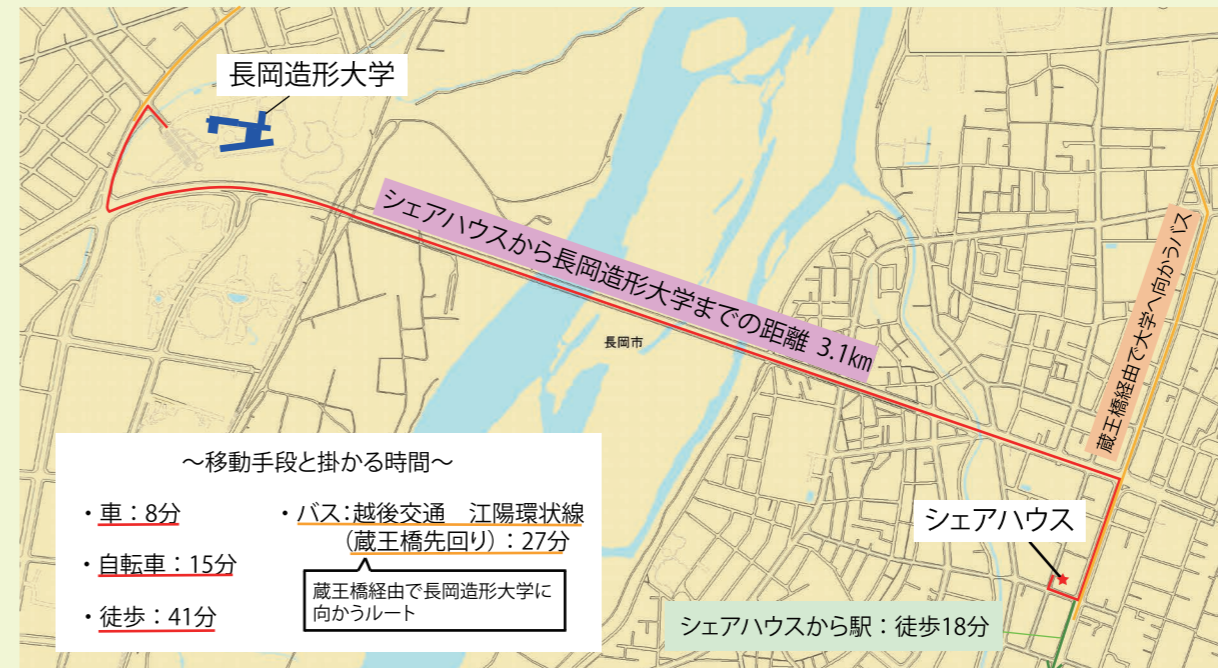 長岡造形大学
シェアハウスから長岡造形大学までの距離 3.1km
長岡市
蔵王橋経由で大学へ向かうバス
～移動手段と掛かる時間～
・車：8分
・自転車：15分
・徒歩：41分
・バス：越後交通　江陽環状線
（蔵王橋先回り）：27分
蔵王橋経由で長岡造形大学に
向かうルート
シェアハウス
シェアハウスから駅：徒歩18分